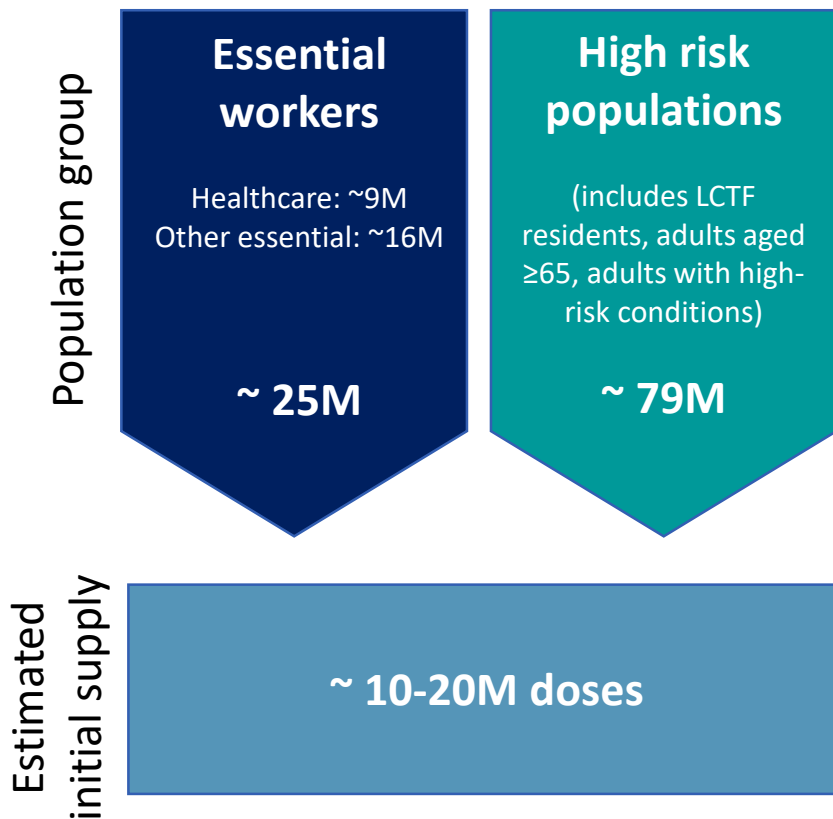 Population group
Essential
workers
Healthcare: ~9M
Other essential: ~16M
~ 25M
High risk
populations
(includes LCTF
residents, adults aged
≥65, adults with high-
risk conditions)
~ 79M
Estimated
initial supply
~ 10-20M doses